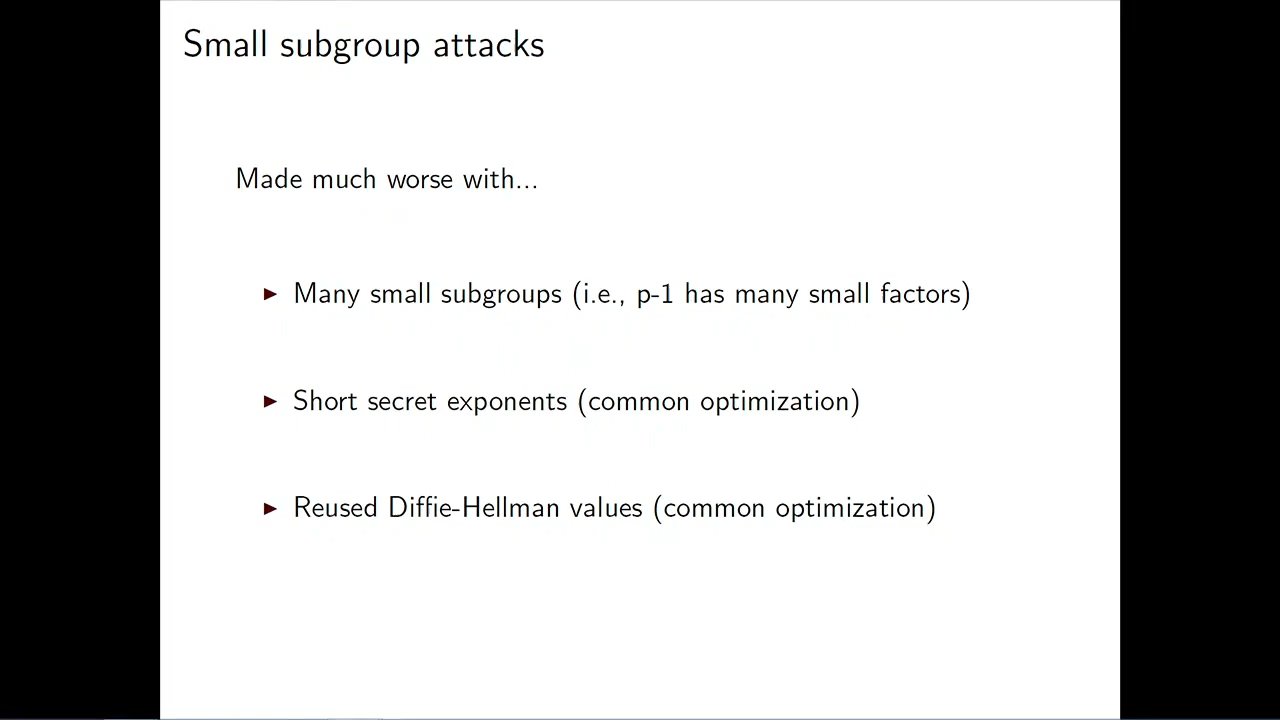 Small subgroup attacks
Made much worse with...
▶ Many small subgroups (i.e., p-1 has many small factors)
▶ Short secret exponents (common optimization)
▶ Reused Diffie-Hellman values (common optimization)